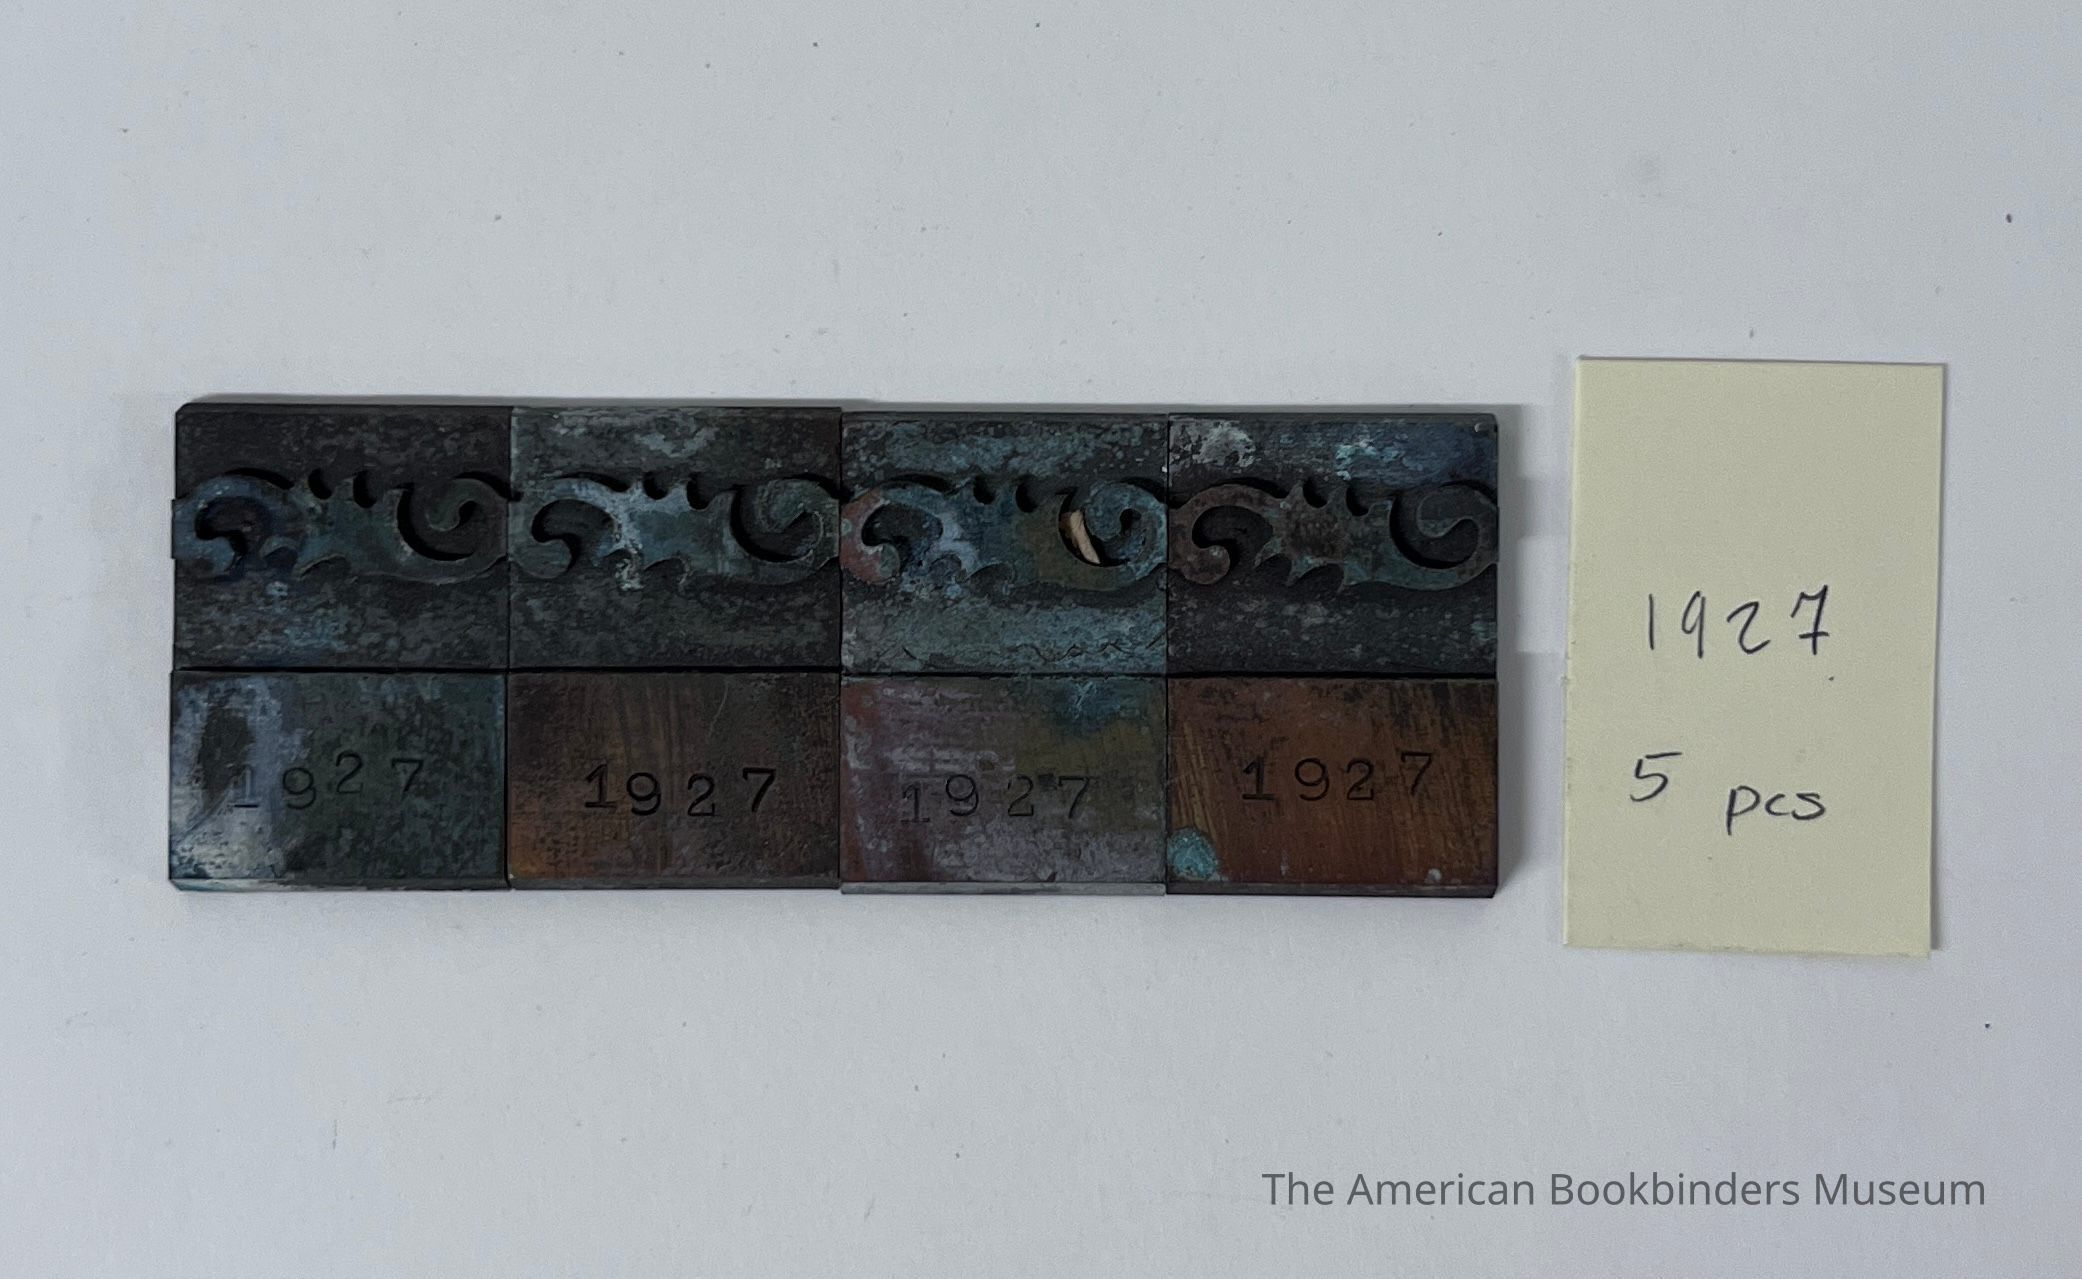 1927 1927 1927 1927
1927
5 pcs
The American Bookbinders Museum